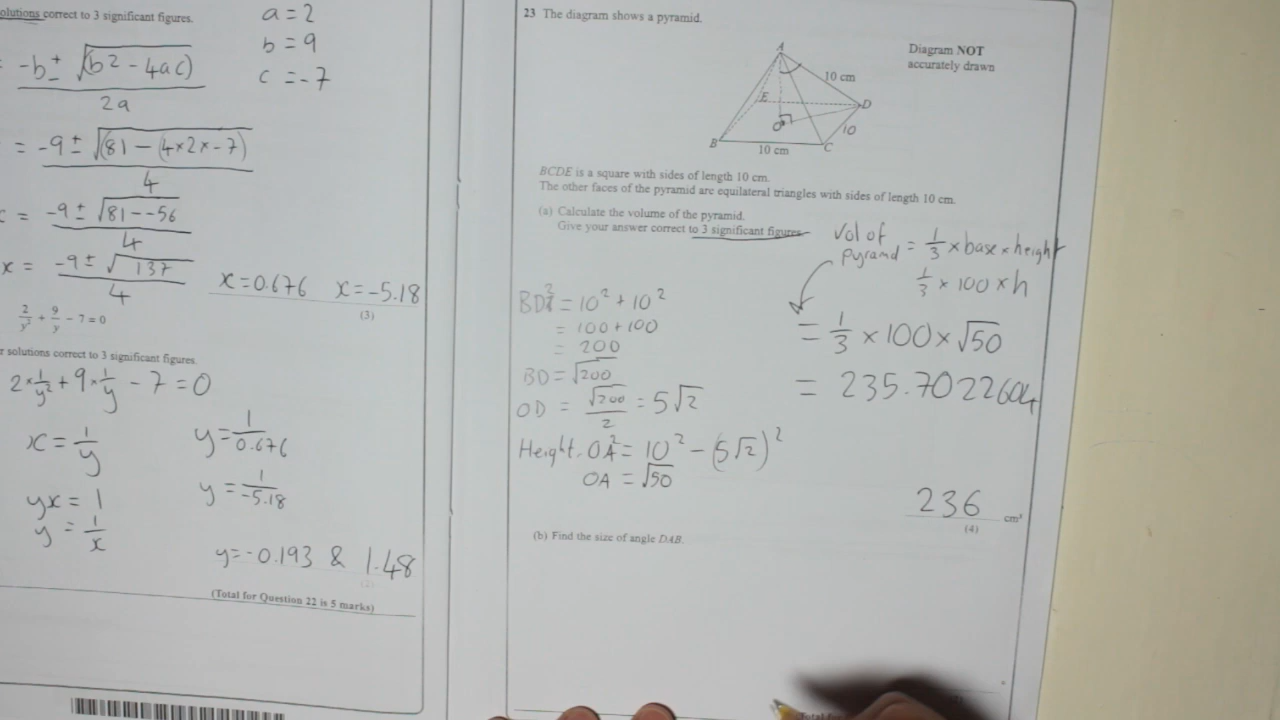 solutions correct to 3 significant figures.
a = 2
b = 9
c = -7
= -b ± √(b² - 4ac)
2a
= -9 ± √(81 - (4×2×-7)
4
= -9 ± √81--56
4
x = -9 ± √137
4
x = 0.676 x = -5.18
(3)
2/y² + 9/y - 7 = 0
solutions correct to 3 significant figures.
2×1/y² + 9×1/y - 7 = 0
x = 1/y
yx = 1
y = 1/x
y = 1/0.676
y = 1/-5.18
y = -0.193 & 1.48
(2)
(Total for Question 22 is 5 marks)
23 The diagram shows a pyramid.
Diagram NOT
accurately drawn
A
10 cm
E
D
O
10
B
C
10 cm
BCDE is a square with sides of length 10 cm.
The other faces of the pyramid are equilateral triangles with sides of length 10 cm.
(a) Calculate the volume of the pyramid.
Give your answer correct to 3 significant figures.
Vol of
pyramd = 1/3 × base × height
1/3 × 100 × h
BD² = 10² + 10²
= 100 + 100
= 200
BD = √200
OD = √200/2 = 5√2
Height. OA² = 10² - (5√2)²
OA = √50
= 1/3 × 100 × √50
= 235.7022604
236 cm³
(4)
(b) Find the size of angle DAB.